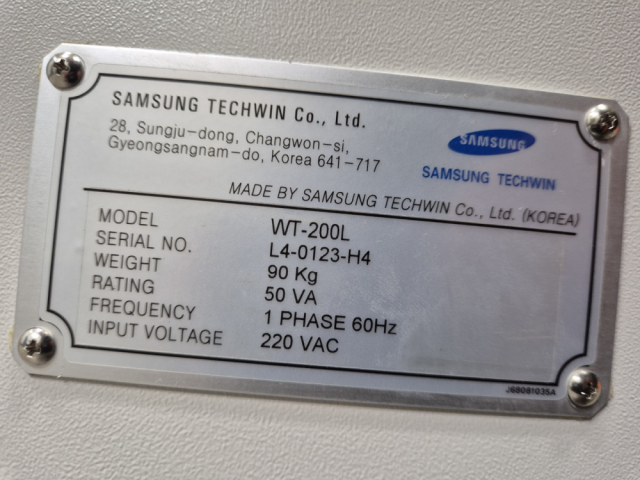 SAMSUNG TECHWIN Co., Ltd.
28, Sungju-dong, Changwon-si,
Gyeongsangnam-do, Korea 641-717
SAMSUNG
SAMSUNG TECHWIN
MADE BY SAMSUNG TECHWIN Co., Ltd. (KOREA)
MODEL WT-200L
SERIAL NO. L4-0123-H4
WEIGHT 90 Kg
RATING 50 VA
FREQUENCY 1 PHASE 60Hz
INPUT VOLTAGE 220 VAC
J68081035A